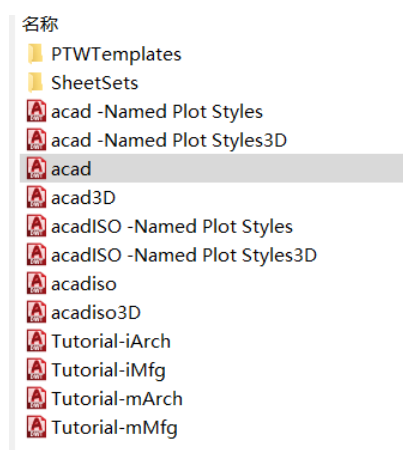 名称
PTWTemplates
SheetSets
acad -Named Plot Styles
acad -Named Plot Styles3D
acad
acad3D
acadISO -Named Plot Styles
acadISO -Named Plot Styles3D
acadiso
acadiso3D
Tutorial-iArch
Tutorial-iMfg
Tutorial-mArch
Tutorial-mMfg